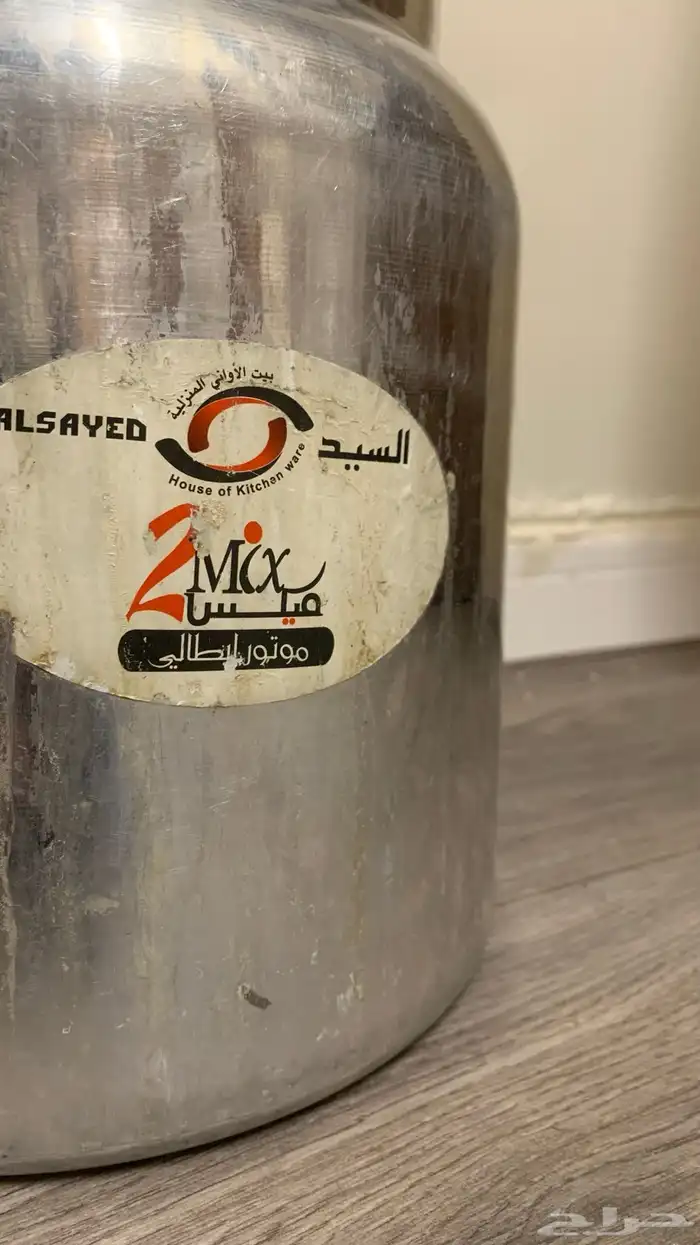 بيت الأواني المنزلية
ALSAYED
السيد
House of Kitchen ware
2Mix
ميكس
موتور إيطالي
حراج